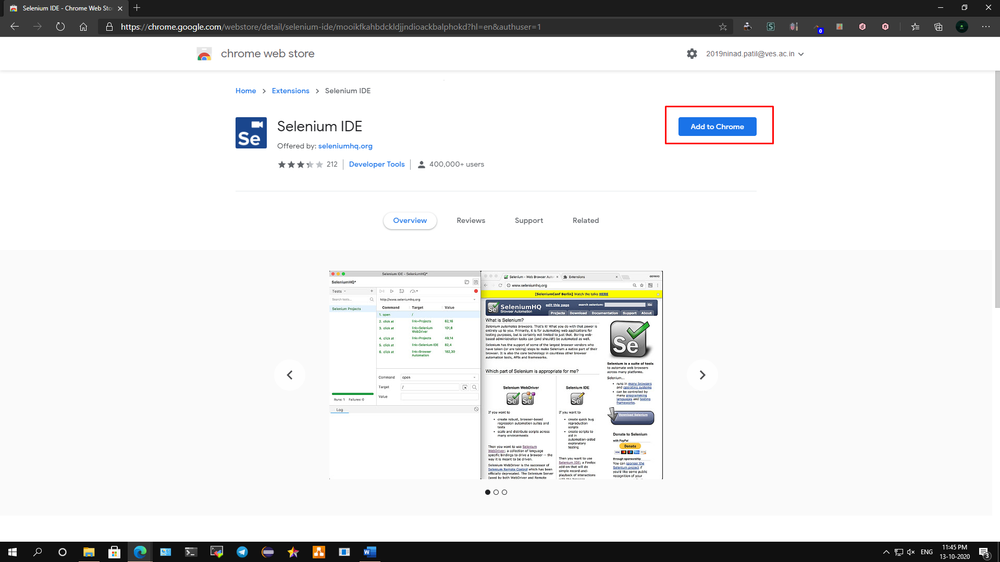 Selenium IDE - Chrome Web Sto
https://chrome.google.com/webstore/detail/selenium-ide/mooikfkahbdckldjjndioackbalphokd?hl=en&authuser=1
0
chrome web store
2019ninad.patil@ves.ac.in
Home > Extensions > Selenium IDE
Selenium IDE
Add to Chrome
Se
Offered by: seleniumhq.org
212
Developer Tools
400,000+ users
Overview
Reviews
Support
Related
Selenium IDE - SeleniumHQ*
SeleniumHQ*
Tests
Search tests...
http://www.seleniumhq.org
Selenium Projects
Command Target Value
1. open /
2. click at link=Projects 62,16
3. click at link=Selenium WebDriver 101,8
4. click at link=Projects 49,14
5. click at link=Selenium IDE 82,4
6. click at link=Browser Automation 182,30
Command open
Target /
Value
Runs: 1 Failures: 0
Log
Selenium - Web Browser Auto
Extensions
corevo
www.seleniumhq.org
[SeleniumConf Berlin] Watch the talks HERE
SeleniumHQ
Browser Automation
edit this page
search selenium:
Go
Projects Download Documentation Support About
What is Selenium?
Selenium automates browsers. That's it! What you do with that power is
entirely up to you. Primarily, it is for automating web applications for
testing purposes, but is certainly not limited to just that. Boring web-
based administration tasks can (and should!) be automated as well.
Selenium has the support of some of the largest browser vendors who
have taken (or are taking) steps to make Selenium a native part of their
browser. It is also the core technology in countless other browser
automation tools, APIs and frameworks.
Which part of Selenium is appropriate for me?
Selenium WebDriver
Se Se
If you want to
create robust, browser-based
regression automation suites and
tests
scale and distribute scripts across
many environments
Then you want to use Selenium
WebDriver; a collection of language
specific bindings to drive a browser -- the
way it is meant to be driven.
Selenium WebDriver is the successor of
Selenium Remote Control which has been
officially deprecated. The Selenium Server
(used by both WebDriver and Remote
Selenium IDE
Se
If you want to
create quick bug
reproduction
scripts
create scripts to
aid in
automation-aided
exploratory
testing
Then you want to use
Selenium IDE; a Firefox
add-on that will do
simple record-and-
playback of interactions
with the browser
Se
Selenium is a suite of tools
to automate web browsers
across many platforms.
Selenium...
runs in many browsers
and operating systems
can be controlled by
many programming
languages and testing
frameworks.
Download Selenium
Donate to Selenium
with PayPal
Donate
VISA
through sponsorship
You can sponsor the
Selenium project if
you'd like some public
recognition of your
ENG
11:45 PM
13-10-2020
3